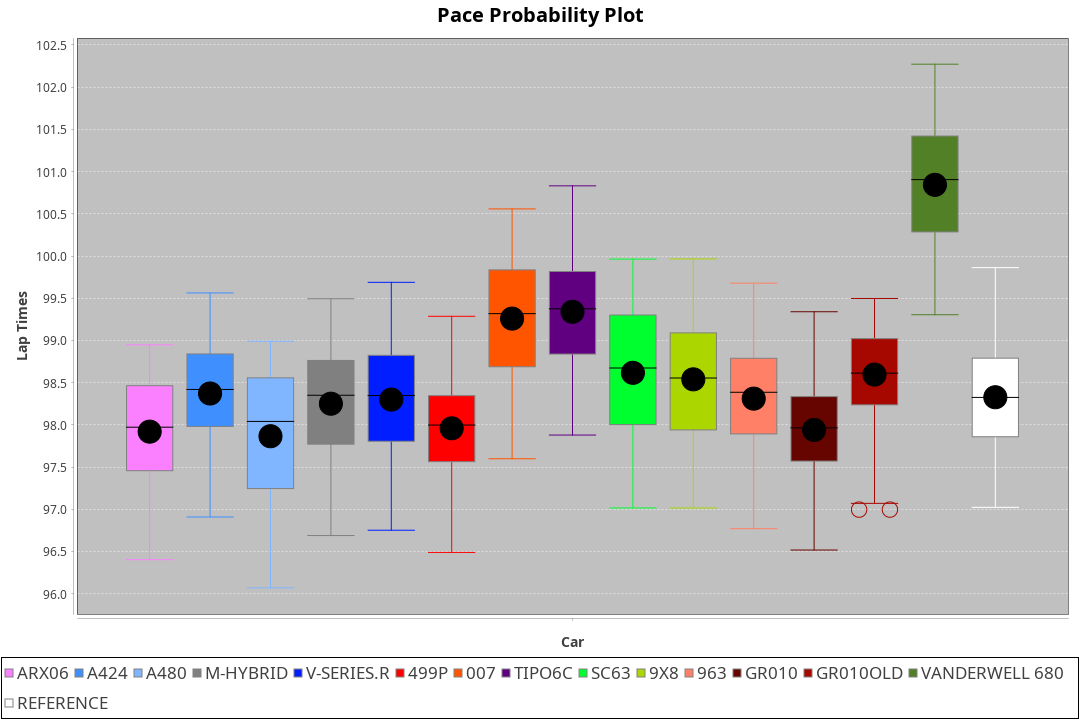 Pace Probability Plot
102.5
102.0
101.5
101.0
100.5
100.0
99.5
99.0
98.5
98.0
97.5
97.0
96.5
96.0
Lap Times
Car
ARX06 A424 A480 M-HYBRID V-SERIES.R 499P 007 TIPO6C SC63 9X8 963 GR010 GR010OLD VANDERWELL 680
REFERENCE